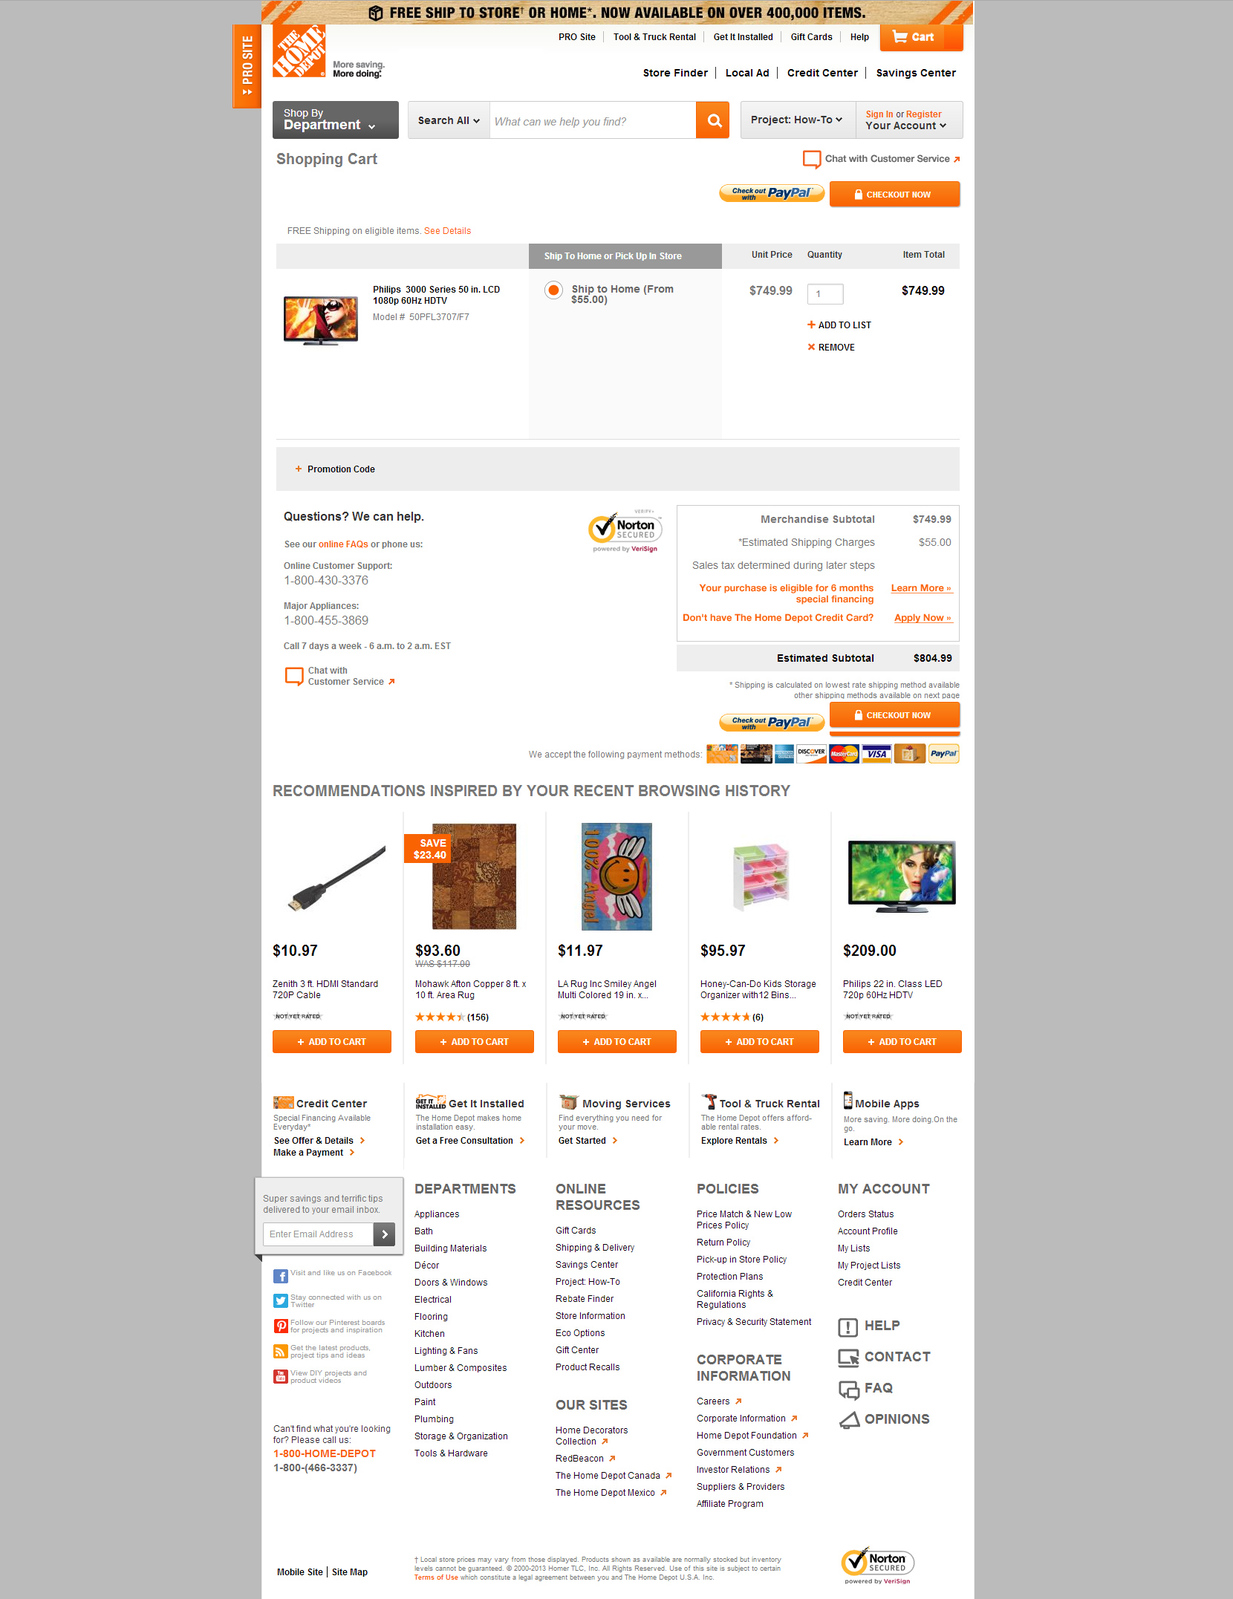 FREE SHIP TO STORE† OR HOME*. NOW AVAILABLE ON OVER 400,000 ITEMS.
PRO SITE
THE HOME DEPOT
More saving.
More doing.
PRO Site
Tool & Truck Rental
Get It Installed
Gift Cards
Help
Cart
Store Finder
Local Ad
Credit Center
Savings Center
Shop By
Department
Search All
What can we help you find?
Project: How-To
Sign In or Register
Your Account
Shopping Cart
Chat with Customer Service
Check out with PayPal
CHECKOUT NOW
FREE Shipping on eligible items. See Details
Ship To Home or Pick Up In Store
Unit Price
Quantity
Item Total
Philips 3000 Series 50 in. LCD
1080p 60Hz HDTV
Model # 50PFL3707/F7
Ship to Home (From
$55.00)
$749.99
1
$749.99
+ ADD TO LIST
× REMOVE
+ Promotion Code
Questions? We can help.
See our online FAQs or phone us:
Online Customer Support:
1-800-430-3376
Major Appliances:
1-800-455-3869
Call 7 days a week - 6 a.m. to 2 a.m. EST
Chat with
Customer Service
VERIFY
Norton
SECURED
powered by VeriSign
Merchandise Subtotal $749.99
*Estimated Shipping Charges $55.00
Sales tax determined during later steps
Your purchase is eligible for 6 months
special financing
Learn More »
Don't have The Home Depot Credit Card? Apply Now »
Estimated Subtotal $804.99
* Shipping is calculated on lowest rate shipping method available
other shipping methods available on next page
Check out with PayPal
CHECKOUT NOW
We accept the following payment methods:
DISCOVER
MasterCard
VISA
PayPal
RECOMMENDATIONS INSPIRED BY YOUR RECENT BROWSING HISTORY
$10.97
Zenith 3 ft. HDMI Standard
720P Cable
NOT YET RATED
+ ADD TO CART
SAVE
$23.40
$93.60
WAS $117.00
Mohawk Afton Copper 8 ft. x
10 ft. Area Rug
(156)
+ ADD TO CART
100% Angel
$11.97
LA Rug Inc Smiley Angel
Multi Colored 19 in. x...
NOT YET RATED
+ ADD TO CART
$95.97
Honey-Can-Do Kids Storage
Organizer with12 Bins...
(6)
+ ADD TO CART
$209.00
Philips 22 in. Class LED
720p 60Hz HDTV
NOT YET RATED
+ ADD TO CART
Credit Center
Special Financing Available
Everyday*
See Offer & Details
Make a Payment
GET IT
INSTALLED
Get It Installed
The Home Depot makes home
installation easy.
Get a Free Consultation
Moving Services
Find everything you need for
your move.
Get Started
Tool & Truck Rental
The Home Depot offers afford-
able rental rates.
Explore Rentals
Mobile Apps
More saving. More doing.On the
go.
Learn More
Super savings and terrific tips
delivered to your email inbox.
Enter Email Address
Visit and like us on Facebook
Stay connected with us on
Twitter
Follow our Pinterest boards
for projects and inspiration
Get the latest products,
project tips and ideas
View DIY projects and
product videos
Can't find what you're looking
for? Please call us:
1-800-HOME-DEPOT
1-800-(466-3337)
DEPARTMENTS
Appliances
Bath
Building Materials
Décor
Doors & Windows
Electrical
Flooring
Kitchen
Lighting & Fans
Lumber & Composites
Outdoors
Paint
Plumbing
Storage & Organization
Tools & Hardware
ONLINE
RESOURCES
Gift Cards
Shipping & Delivery
Savings Center
Project: How-To
Rebate Finder
Store Information
Eco Options
Gift Center
Product Recalls
OUR SITES
Home Decorators
Collection
RedBeacon
The Home Depot Canada
The Home Depot Mexico
POLICIES
Price Match & New Low
Prices Policy
Return Policy
Pick-up in Store Policy
Protection Plans
California Rights &
Regulations
Privacy & Security Statement
CORPORATE
INFORMATION
Careers
Corporate Information
Home Depot Foundation
Government Customers
Investor Relations
Suppliers & Providers
Affiliate Program
MY ACCOUNT
Orders Status
Account Profile
My Lists
My Project Lists
Credit Center
HELP
CONTACT
FAQ
OPINIONS
Mobile Site | Site Map
† Local store prices may vary from those displayed. Products shown as available are normally stocked but inventory
levels cannot be guaranteed. © 2000-2013 Homer TLC, Inc. All Rights Reserved. Use of this site is subject to certain
Terms of Use which constitute a legal agreement between you and The Home Depot U.S.A. Inc.
Norton
SECURED
powered by VeriSign